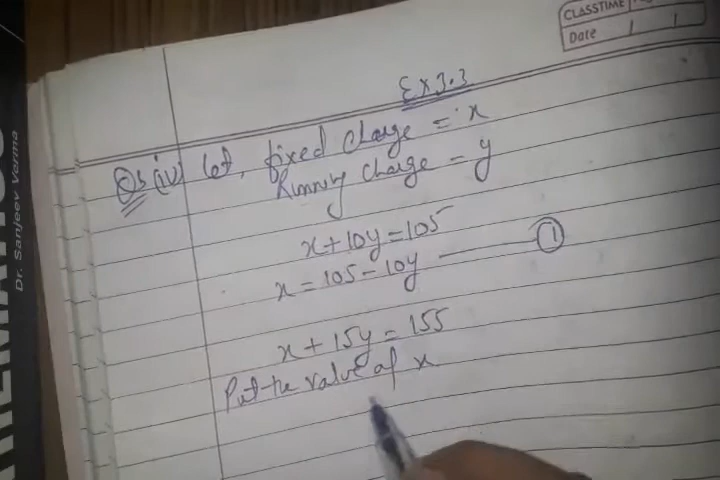 CLASSTIME
Date / /
Ex 3.3
Q3 (iv) Let, fixed charge = x
Running charge = y
x + 10y = 105
x = 105 - 10y —— ①
x + 15y = 155
Put the value of x
Dr. Sanjeev Verma